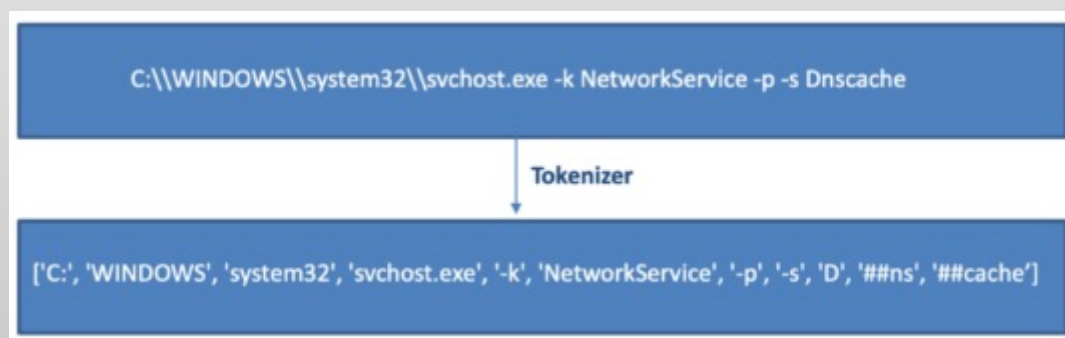 C:\\WINDOWS\\system32\\svchost.exe -k NetworkService -p -s Dnscache
Tokenizer
['C:', 'WINDOWS', 'system32', 'svchost.exe', '-k', 'NetworkService', '-p', '-s', 'D', '##ns', '##cache’]